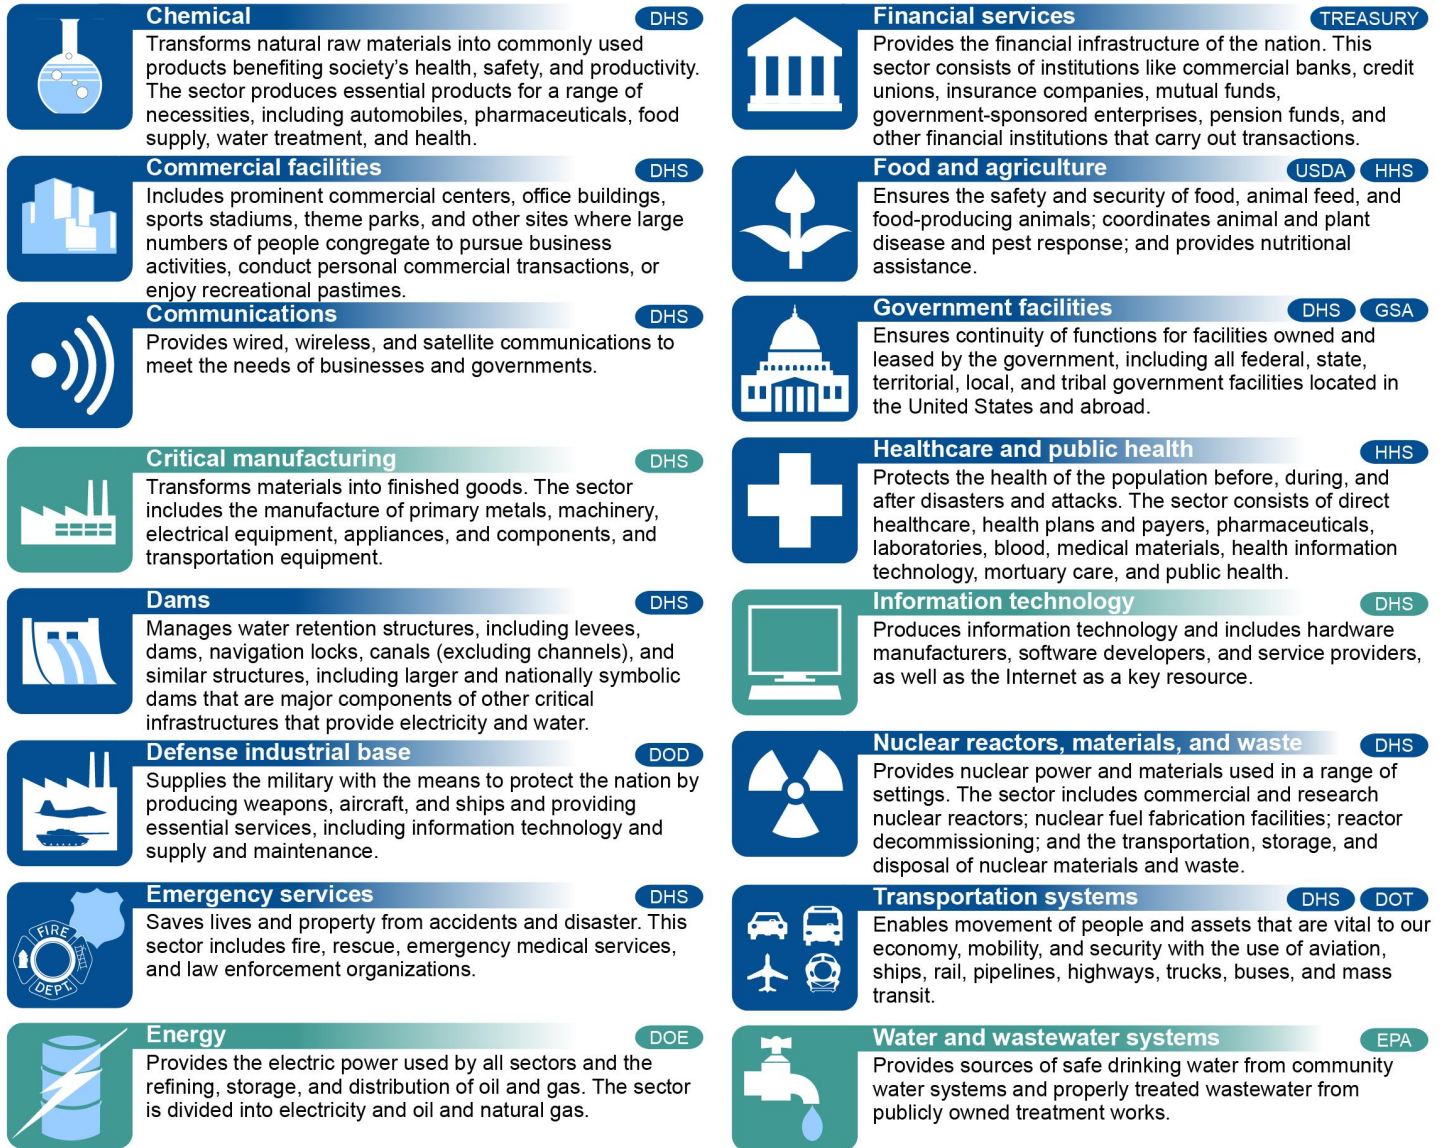 Chemical DHS
Transforms natural raw materials into commonly used
products benefiting society's health, safety, and productivity.
The sector produces essential products for a range of
necessities, including automobiles, pharmaceuticals, food
supply, water treatment, and health.
Commercial facilities DHS
Includes prominent commercial centers, office buildings,
sports stadiums, theme parks, and other sites where large
numbers of people congregate to pursue business
activities, conduct personal commercial transactions, or
enjoy recreational pastimes.
Communications DHS
Provides wired, wireless, and satellite communications to
meet the needs of businesses and governments.
Critical manufacturing DHS
Transforms materials into finished goods. The sector
includes the manufacture of primary metals, machinery,
electrical equipment, appliances, and components, and
transportation equipment.
Dams DHS
Manages water retention structures, including levees,
dams, navigation locks, canals (excluding channels), and
similar structures, including larger and nationally symbolic
dams that are major components of other critical
infrastructures that provide electricity and water.
Defense industrial base DOD
Supplies the military with the means to protect the nation by
producing weapons, aircraft, and ships and providing
essential services, including information technology and
supply and maintenance.
FIRE
DEPT.
Emergency services DHS
Saves lives and property from accidents and disaster. This
sector includes fire, rescue, emergency medical services,
and law enforcement organizations.
Energy DOE
Provides the electric power used by all sectors and the
refining, storage, and distribution of oil and gas. The sector
is divided into electricity and oil and natural gas.
Financial services TREASURY
Provides the financial infrastructure of the nation. This
sector consists of institutions like commercial banks, credit
unions, insurance companies, mutual funds,
government-sponsored enterprises, pension funds, and
other financial institutions that carry out transactions.
Food and agriculture USDA HHS
Ensures the safety and security of food, animal feed, and
food-producing animals; coordinates animal and plant
disease and pest response; and provides nutritional
assistance.
Government facilities DHS GSA
Ensures continuity of functions for facilities owned and
leased by the government, including all federal, state,
territorial, local, and tribal government facilities located in
the United States and abroad.
Healthcare and public health HHS
Protects the health of the population before, during, and
after disasters and attacks. The sector consists of direct
healthcare, health plans and payers, pharmaceuticals,
laboratories, blood, medical materials, health information
technology, mortuary care, and public health.
Information technology DHS
Produces information technology and includes hardware
manufacturers, software developers, and service providers,
as well as the Internet as a key resource.
Nuclear reactors, materials, and waste DHS
Provides nuclear power and materials used in a range of
settings. The sector includes commercial and research
nuclear reactors; nuclear fuel fabrication facilities; reactor
decommissioning; and the transportation, storage, and
disposal of nuclear materials and waste.
Transportation systems DHS DOT
Enables movement of people and assets that are vital to our
economy, mobility, and security with the use of aviation,
ships, rail, pipelines, highways, trucks, buses, and mass
transit.
Water and wastewater systems EPA
Provides sources of safe drinking water from community
water systems and properly treated wastewater from
publicly owned treatment works.